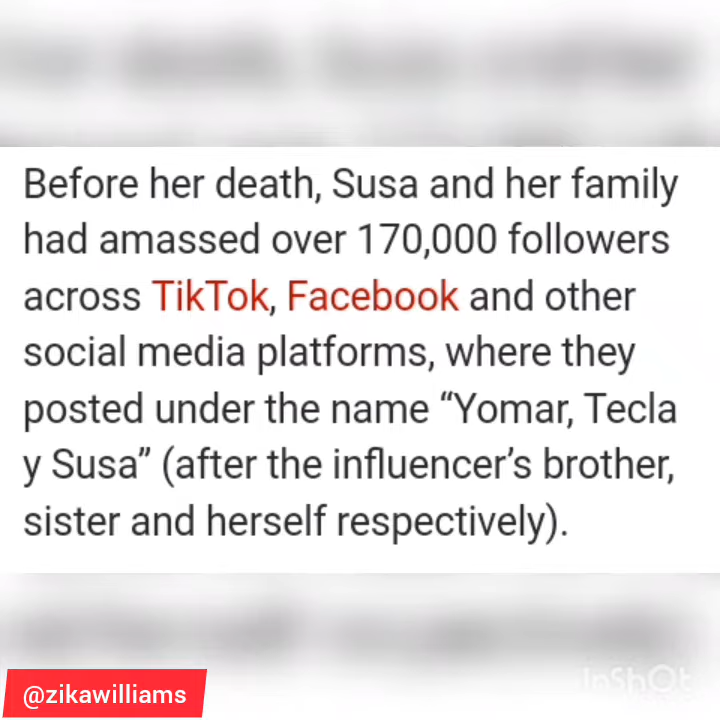 Before her death, Susa and her family
had amassed over 170,000 followers
across TikTok, Facebook and other
social media platforms, where they
posted under the name “Yomar, Tecla
y Susa” (after the influencer’s brother,
sister and herself respectively).
InShOt
@zikawilliams